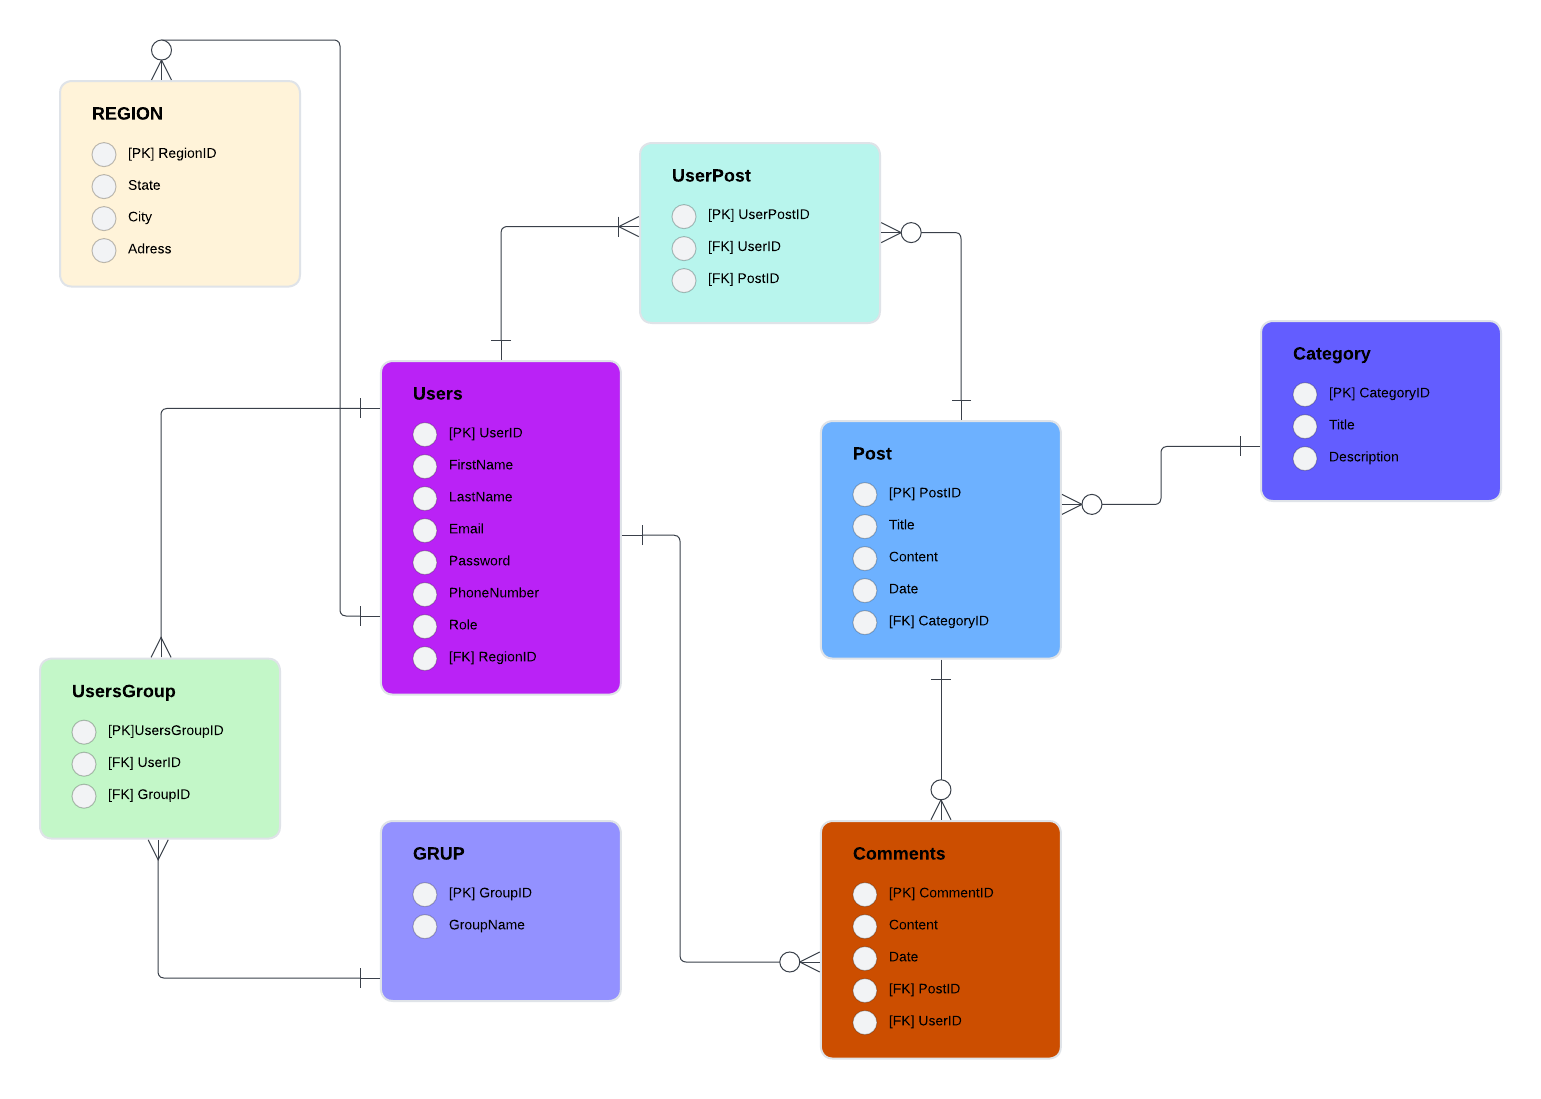 REGION
[PK] RegionID
State
City
Adress
UserPost
[PK] UserPostID
[FK] UserID
[FK] PostID
Users
[PK] UserID
FirstName
LastName
Email
Password
PhoneNumber
Role
[FK] RegionID
Post
[PK] PostID
Title
Content
Date
[FK] CategoryID
Category
[PK] CategoryID
Title
Description
UsersGroup
[PK]UsersGroupID
[FK] UserID
[FK] GroupID
GRUP
[PK] GroupID
GroupName
Comments
[PK] CommentID
Content
Date
[FK] PostID
[FK] UserID